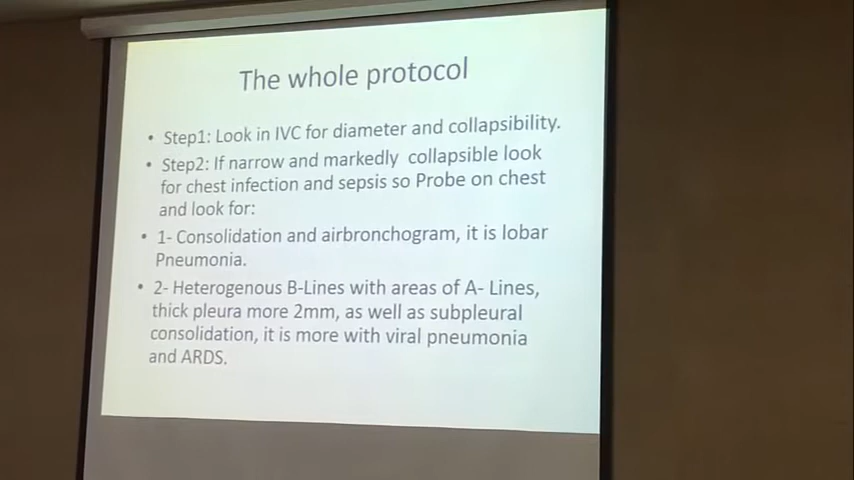 The whole protocol
• Step1: Look in IVC for diameter and collapsibility.
• Step2: If narrow and markedly collapsible look
for chest infection and sepsis so Probe on chest
and look for:
• 1- Consolidation and airbronchogram, it is lobar
Pneumonia.
• 2- Heterogenous B-Lines with areas of A- Lines,
thick pleura more 2mm, as well as subpleural
consolidation, it is more with viral pneumonia
and ARDS.